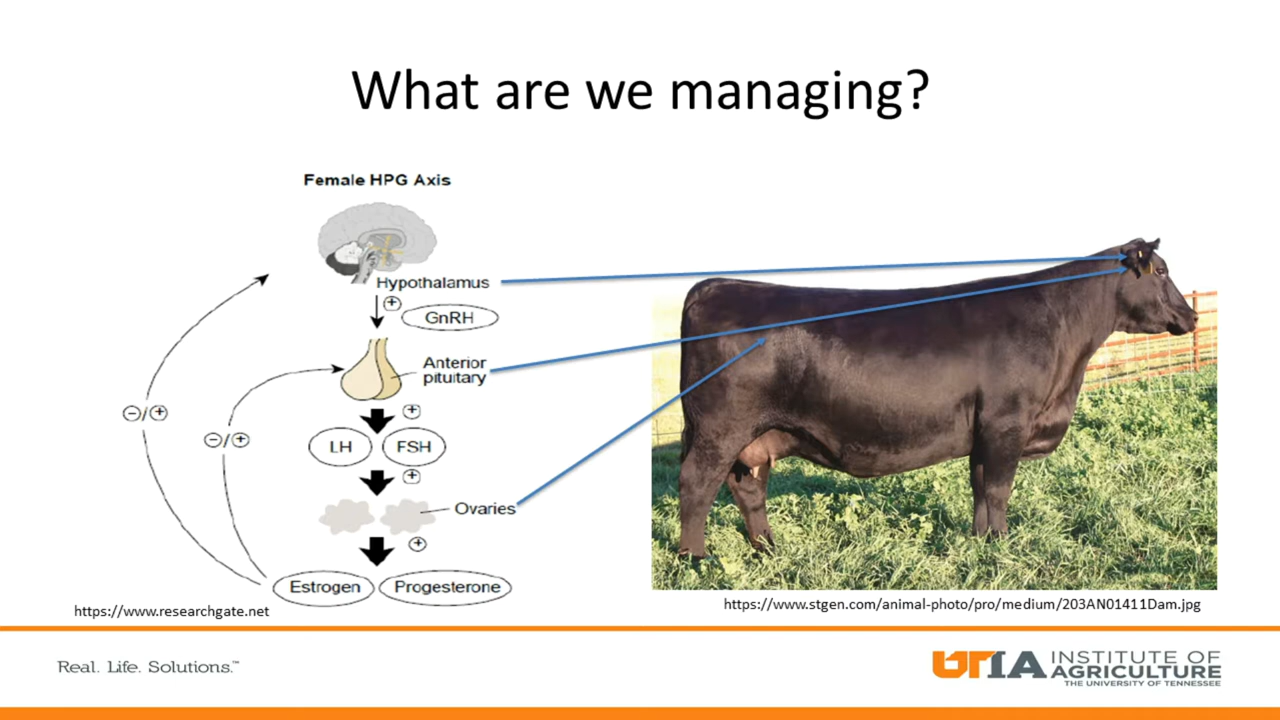 What are we managing?
Female HPG Axis
Hypothalamus
+
GnRH
Anterior
pituitary
+
LH
FSH
+
Ovaries
+
Estrogen
Progesterone
−/+
−/+
https://www.researchgate.net
https://www.stgen.com/animal-photo/pro/medium/203AN01411Dam.jpg
Real. Life. Solutions.™
UTIA INSTITUTE OF
AGRICULTURE
THE UNIVERSITY OF TENNESSEE